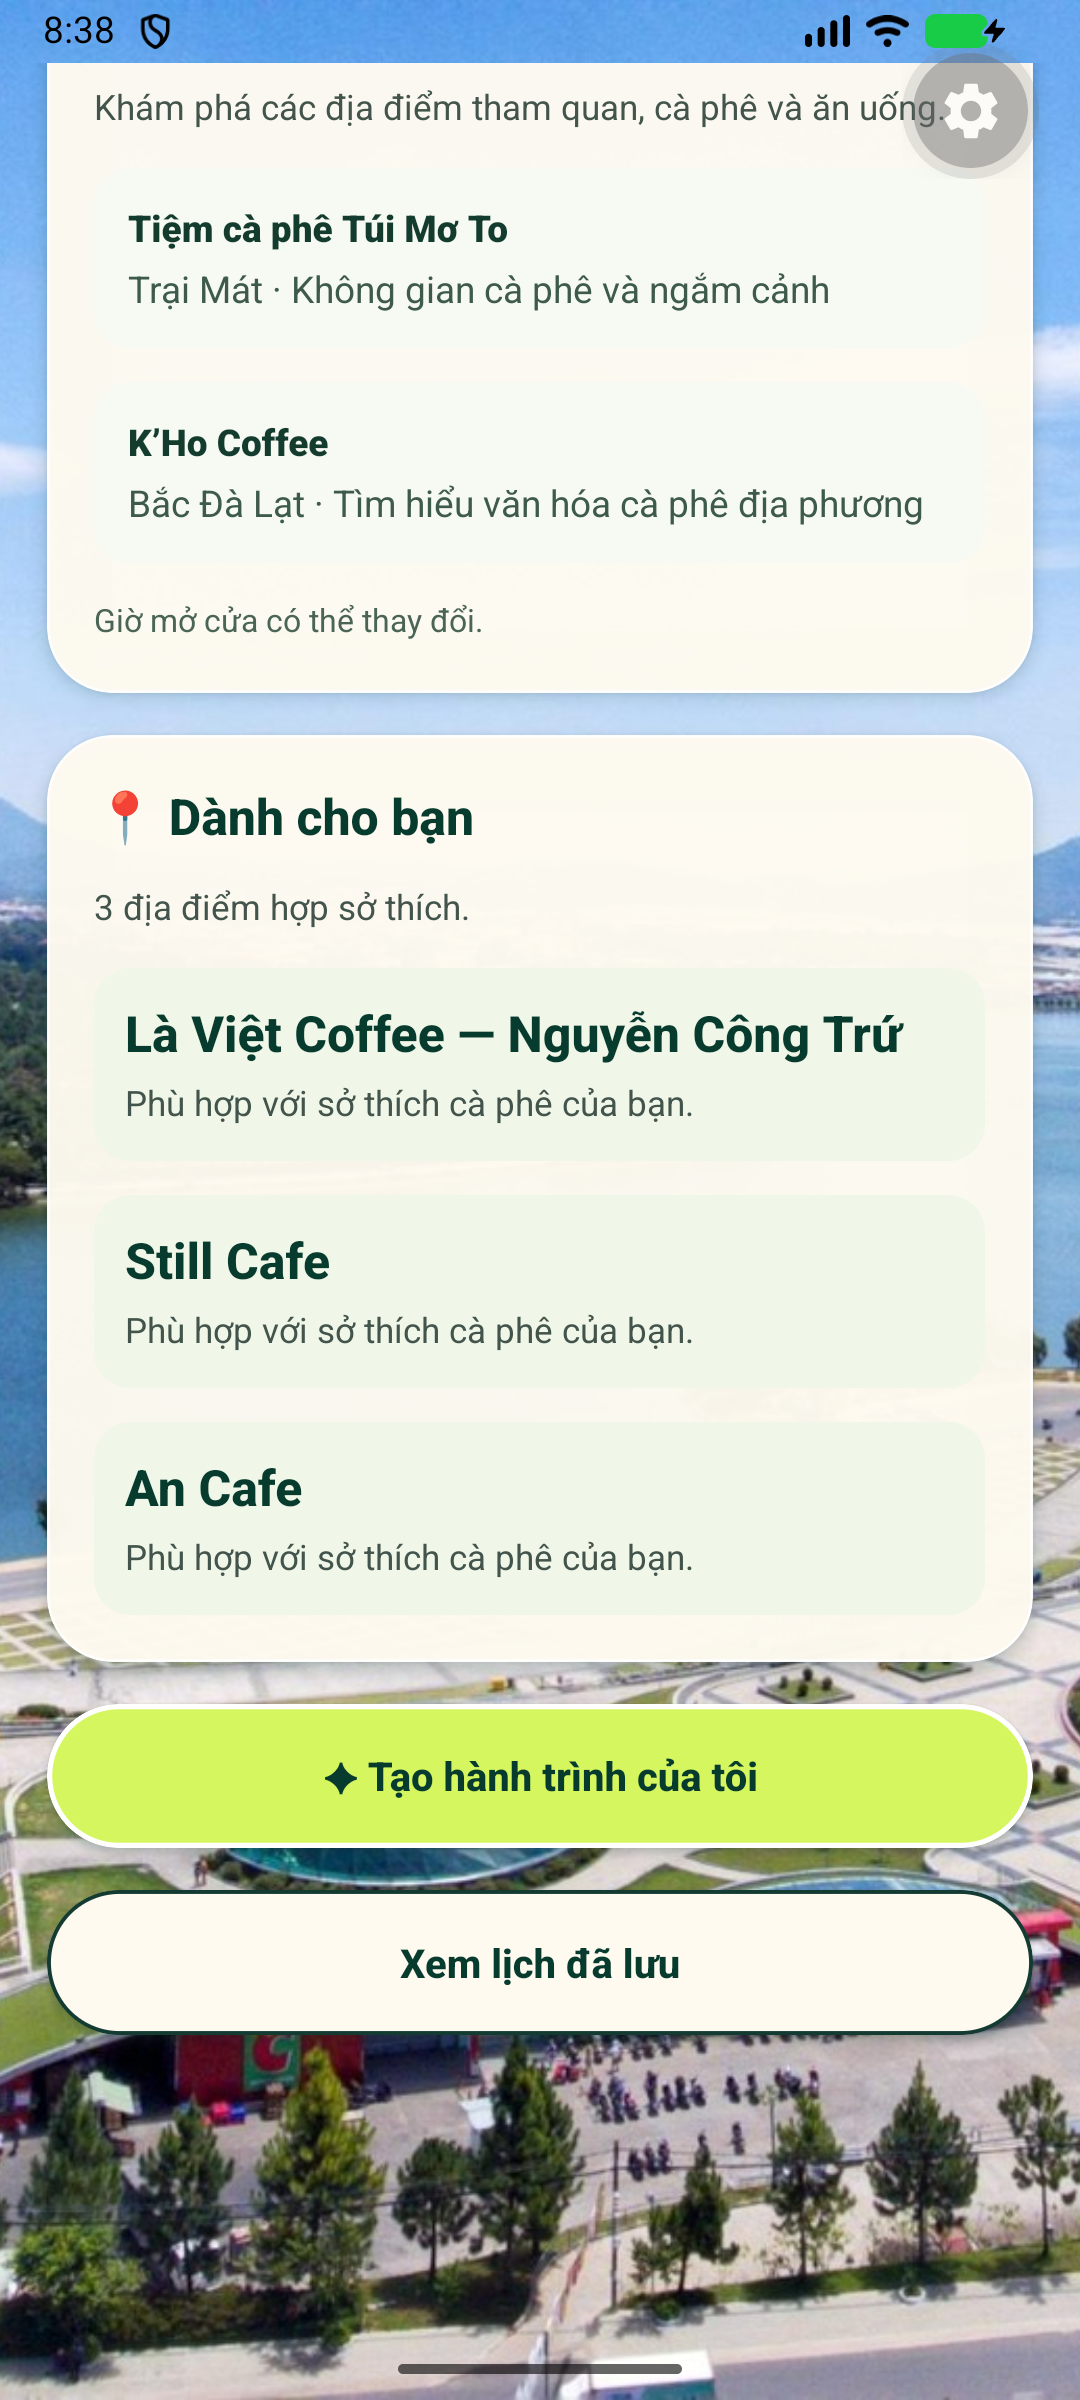 8:38
Khám phá các địa điểm tham quan, cà phê và ăn uống.
Tiệm cà phê Túi Mơ To
Trại Mát · Không gian cà phê và ngắm cảnh
K’Ho Coffee
Bắc Đà Lạt · Tìm hiểu văn hóa cà phê địa phương
Giờ mở cửa có thể thay đổi.
Dành cho bạn
3 địa điểm hợp sở thích.
Là Việt Coffee — Nguyễn Công Trứ
Phù hợp với sở thích cà phê của bạn.
Still Cafe
Phù hợp với sở thích cà phê của bạn.
An Cafe
Phù hợp với sở thích cà phê của bạn.
✦ Tạo hành trình của tôi
Xem lịch đã lưu